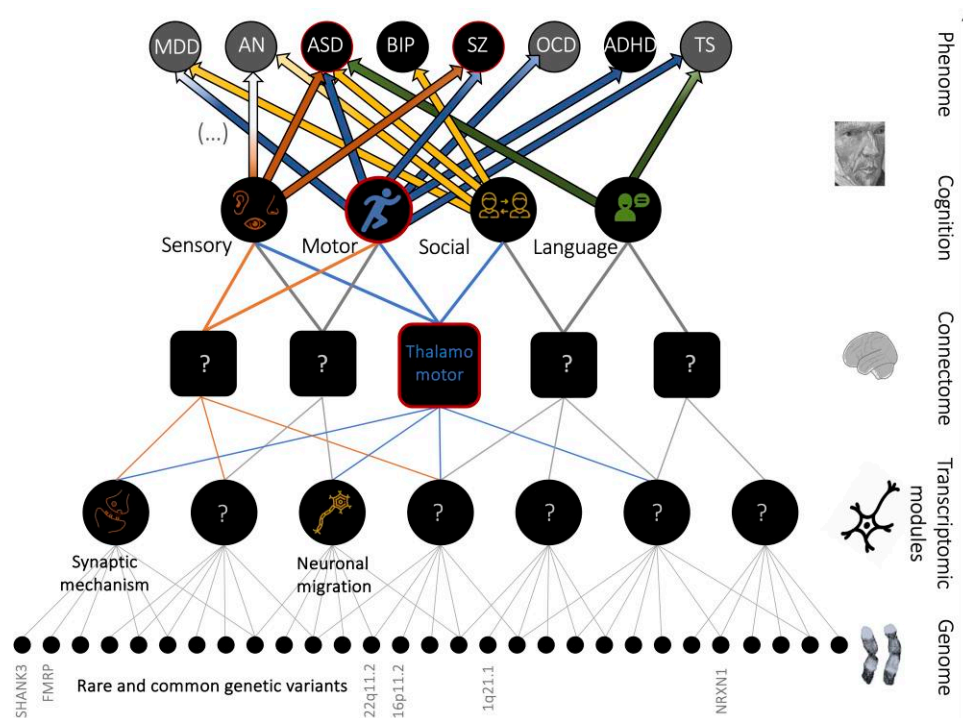 MDD
AN
ASD
BIP
SZ
OCD
ADHD
TS
Phenome
(...)
Sensory
Motor
Social
Language
Cognition
?
?
Thalamo
motor
?
?
Connectome
?
?
?
?
?
Synaptic
mechanism
Neuronal
migration
Transcriptomic
modules
SHANK3
FMRP
Rare and common genetic variants
22q11.2
16p11.2
1q21.1
NRXN1
Genome